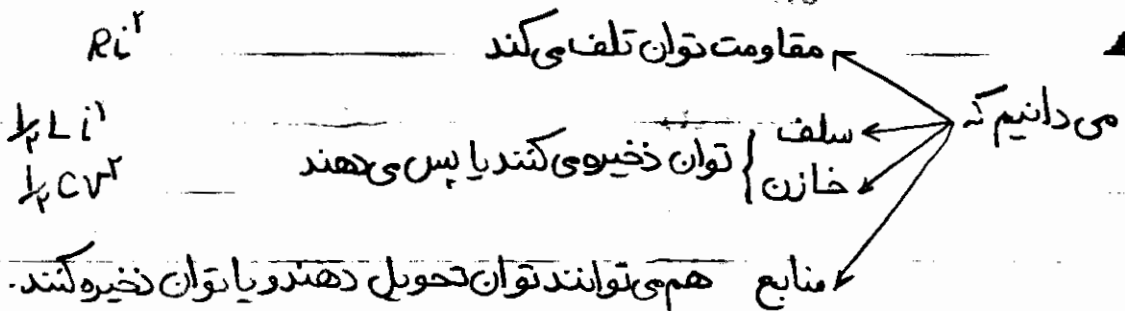 مقاومت توان تلف می‌کند Ri²
می دانیم که
سلف ½Li²
خازن } توان ذخیره می کنند یا پس می دهند ½CV²
منابع هم می توانند توان تحویل دهند و یا توان ذخیره کنند.